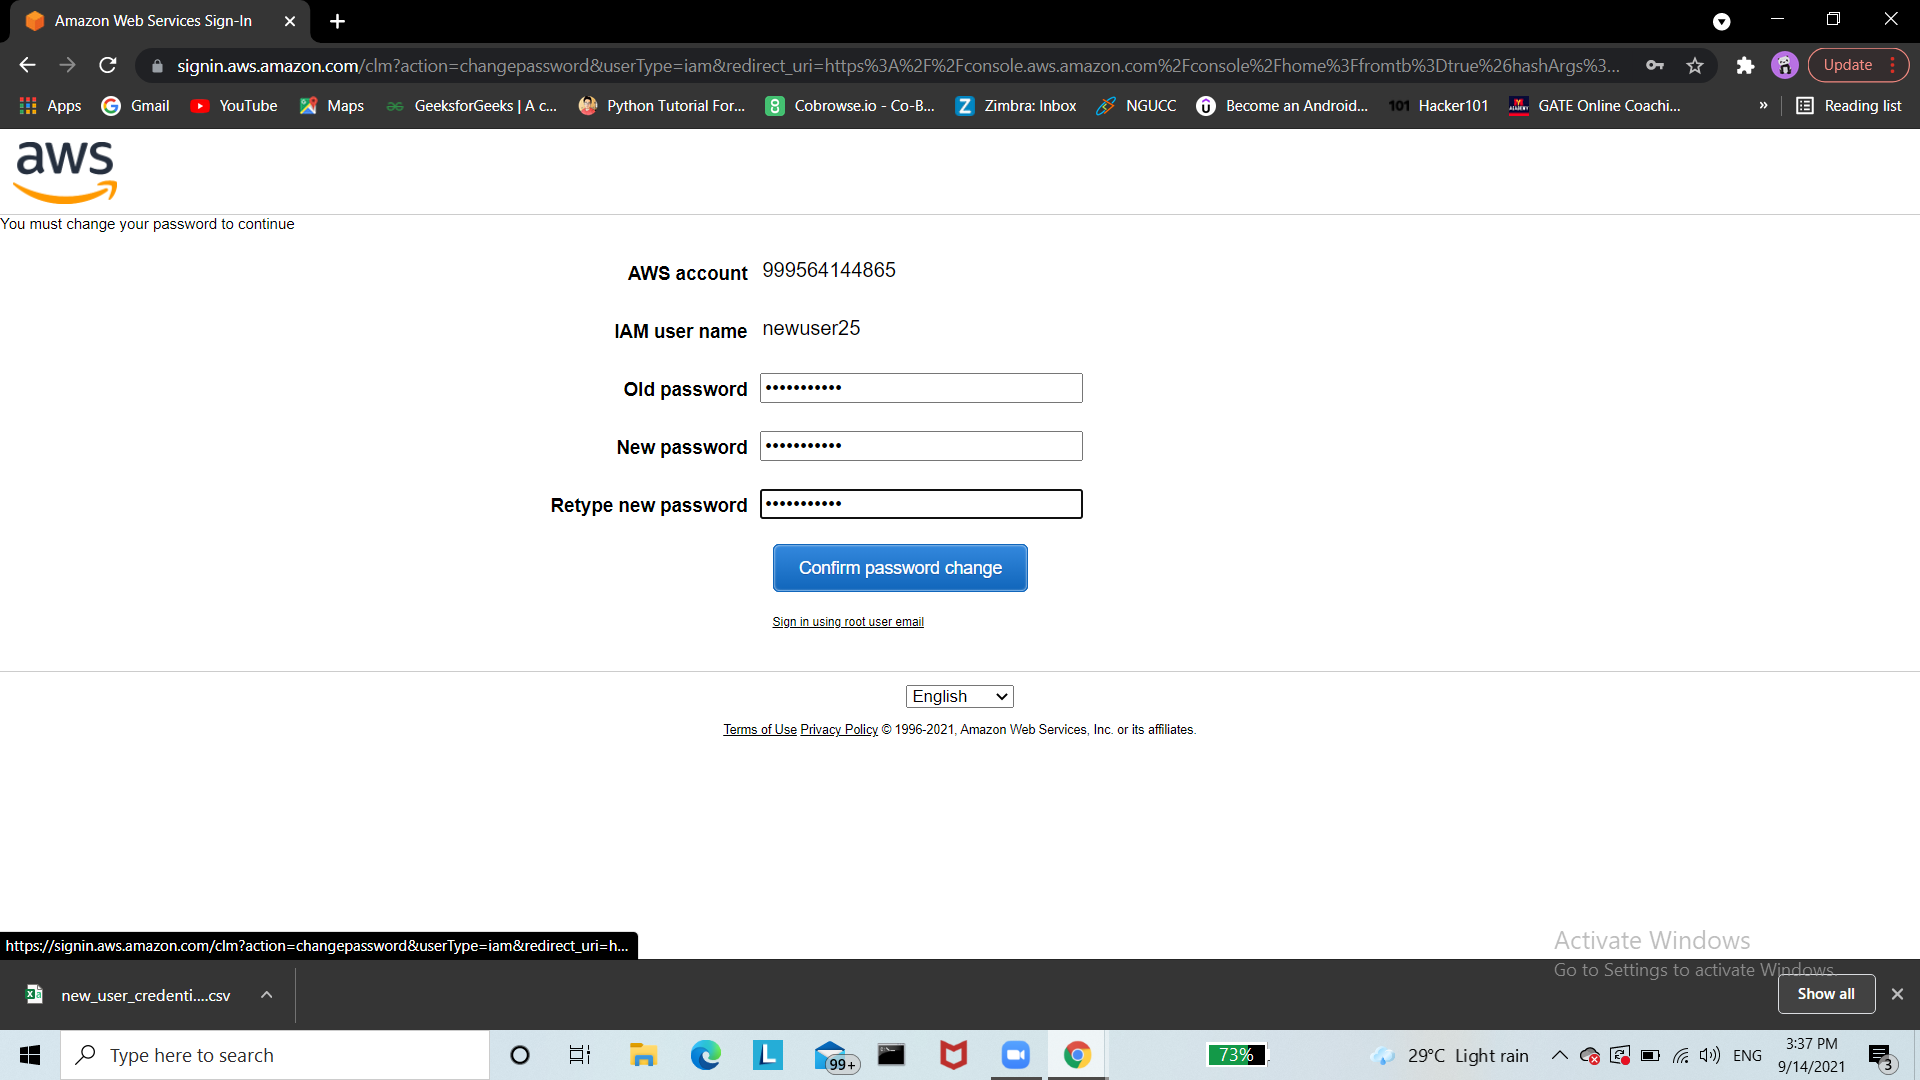 Amazon Web Services Sign-In
signin.aws.amazon.com/clm?action=changepassword&userType=iam&redirect_uri=https%3A%2F%2Fconsole.aws.amazon.com%2Fconsole%2Fhome%3Ffromtb%3Dtrue%26hashArgs%3...
Update
Apps Gmail YouTube Maps GeeksforGeeks | A c... Python Tutorial For... Cobrowse.io - Co-B... Zimbra: Inbox NGUCC Become an Android... 101 Hacker101 GATE Online Coachi... » Reading list
aws
You must change your password to continue
AWS account 999564144865
IAM user name newuser25
Old password •••••••••••
New password •••••••••••
Retype new password •••••••••••
Confirm password change
Sign in using root user email
English
Terms of Use Privacy Policy © 1996-2021, Amazon Web Services, Inc. or its affiliates.
https://signin.aws.amazon.com/clm?action=changepassword&userType=iam&redirect_uri=h...
Activate Windows
Go to Settings to activate Windows.
new_user_credenti....csv
Show all
Type here to search
99+
73%
29°C Light rain
ENG
3:37 PM
9/14/2021
3